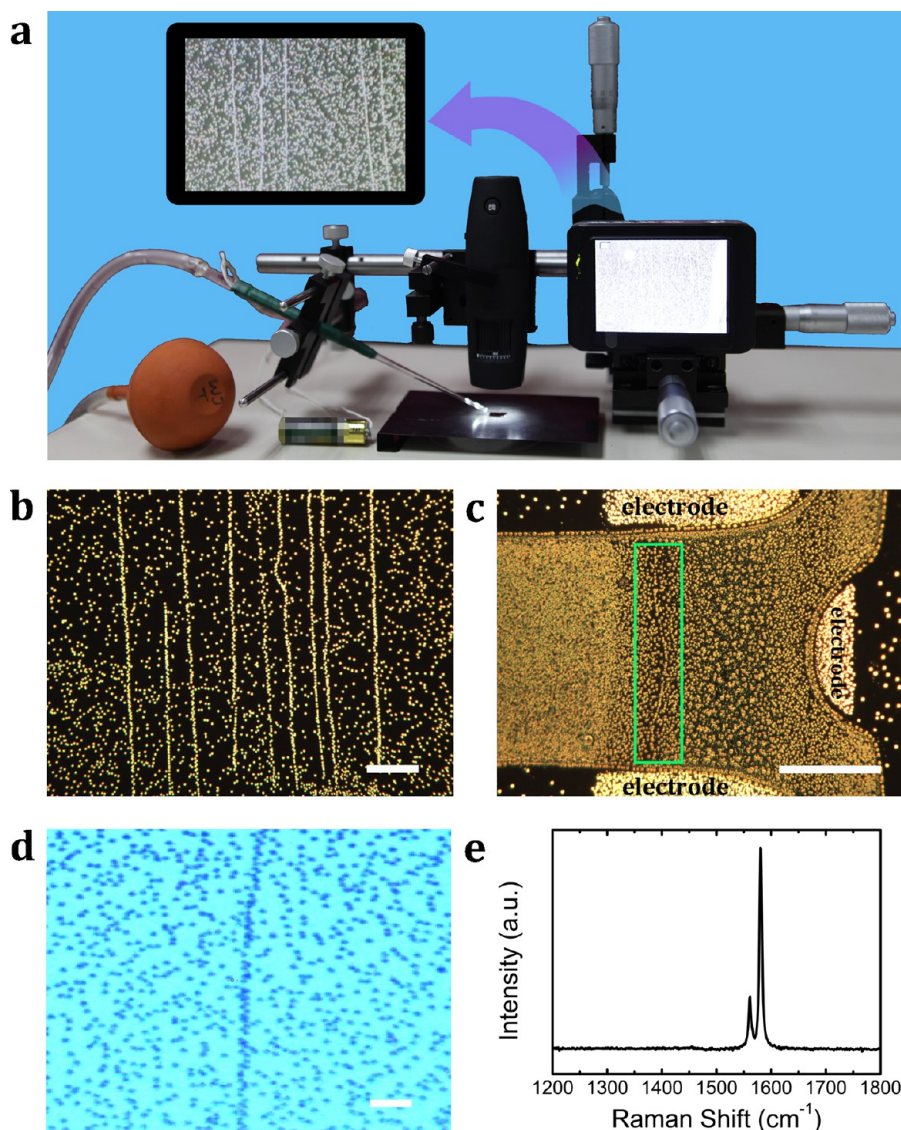 a
b
c
electrode
electrode
electrode
d
e
Intensity (a.u.)
1200 1300 1400 1500 1600 1700 1800
Raman Shift (cm⁻¹)